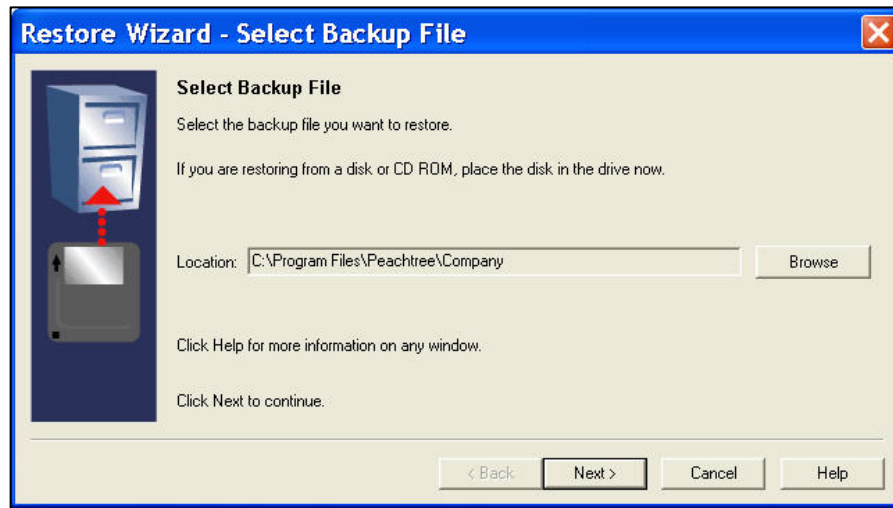 Restore Wizard - Select Backup File
Select Backup File
Select the backup file you want to restore.
If you are restoring from a disk or CD ROM, place the disk in the drive now.
Location: C:\Program Files\Peachtree\Company Browse
Click Help for more information on any window.
Click Next to continue.
< Back Next > Cancel Help